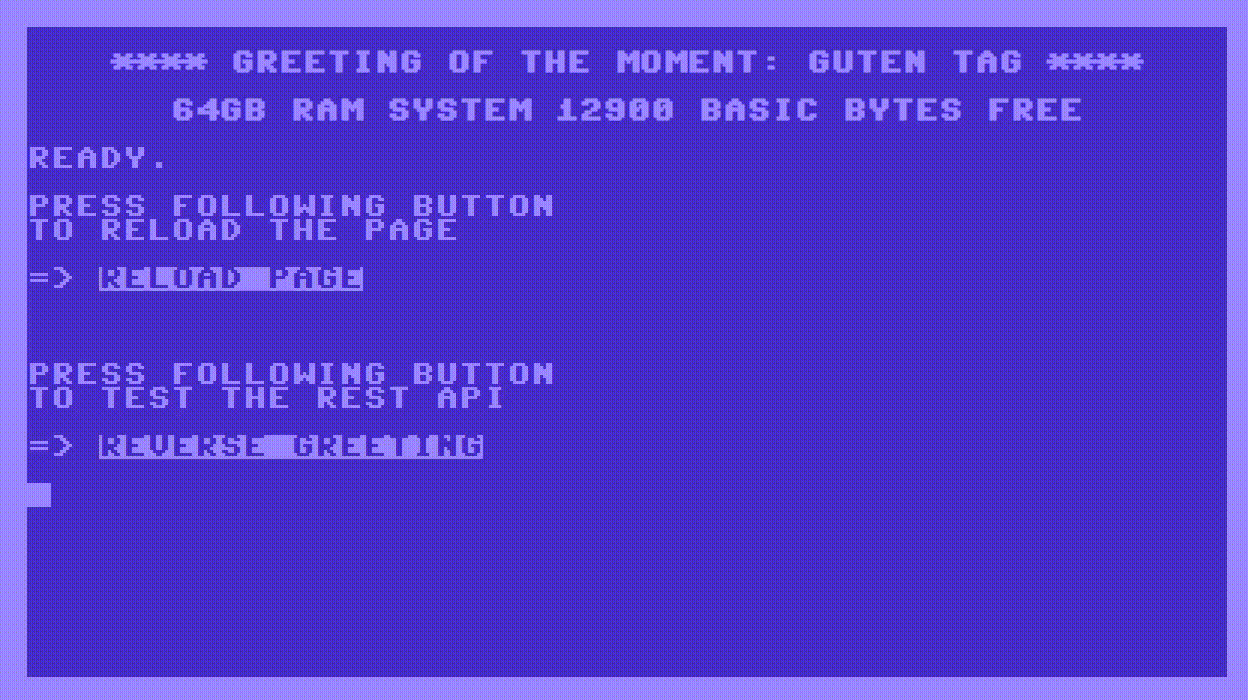 **** GREETING OF THE MOMENT: GUTEN TAG ****
64GB RAM SYSTEM 12900 BASIC BYTES FREE
READY.
PRESS FOLLOWING BUTTON
TO RELOAD THE PAGE
=> RELOAD PAGE
PRESS FOLLOWING BUTTON
TO TEST THE REST API
=> REVERSE GREETING